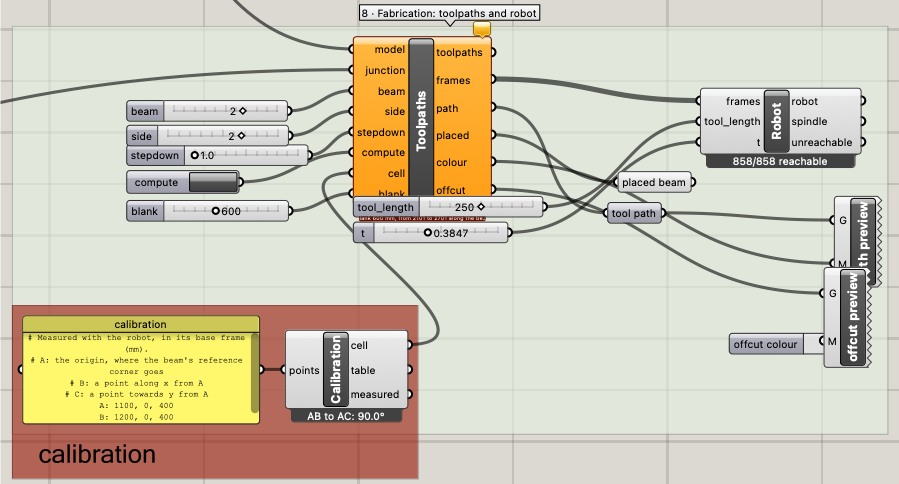 8 · Fabrication: toolpaths and robot
model
junction
beam
side
stepdown
compute
cell
blank
Toolpaths
toolpaths
frames
path
placed
colour
offcut
beam 2
side 2
stepdown 1.0
compute
blank 600
tool_length 250
t 0.3847
frames
tool_length
t
Robot
robot
spindle
unreachable
858/858 reachable
placed beam
tool path
G
M
th preview
G
M
offcut preview
offcut colour
calibration
# Measured with the robot, in its base frame
(mm).
# A: the origin, where the beam's reference
corner goes
# B: a point along x from A
# C: a point towards y from A
A: 1100, 0, 400
B: 1200, 0, 400
points
Calibration
cell
table
measured
AB to AC: 90.0°
calibration